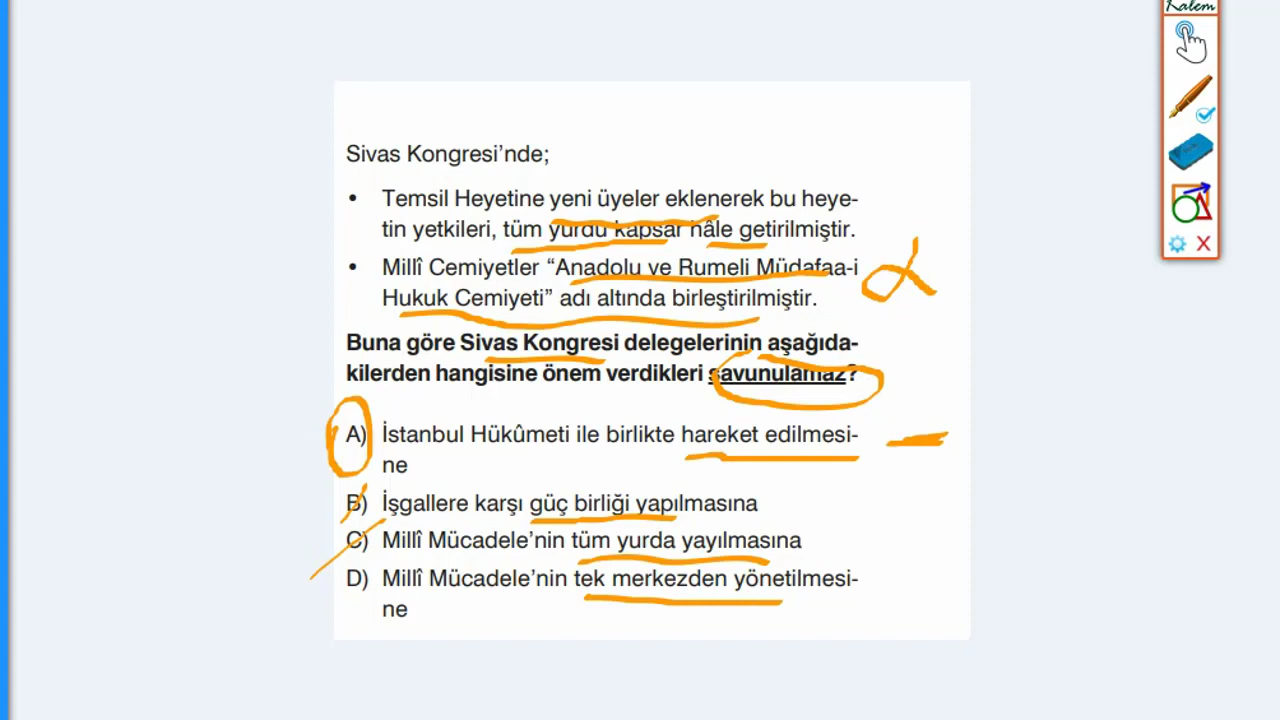 Kalem
Sivas Kongresi’nde;
• Temsil Heyetine yeni üyeler eklenerek bu heye-
tin yetkileri, tüm yurdu kapsar hâle getirilmiştir.
• Millî Cemiyetler “Anadolu ve Rumeli Müdafaa-i
Hukuk Cemiyeti” adı altında birleştirilmiştir.
Buna göre Sivas Kongresi delegelerinin aşağıda-
kilerden hangisine önem verdikleri savunulamaz?
A) İstanbul Hükûmeti ile birlikte hareket edilmesi-
ne
B) İşgallere karşı güç birliği yapılmasına
C) Millî Mücadele’nin tüm yurda yayılmasına
D) Millî Mücadele’nin tek merkezden yönetilmesi-
ne